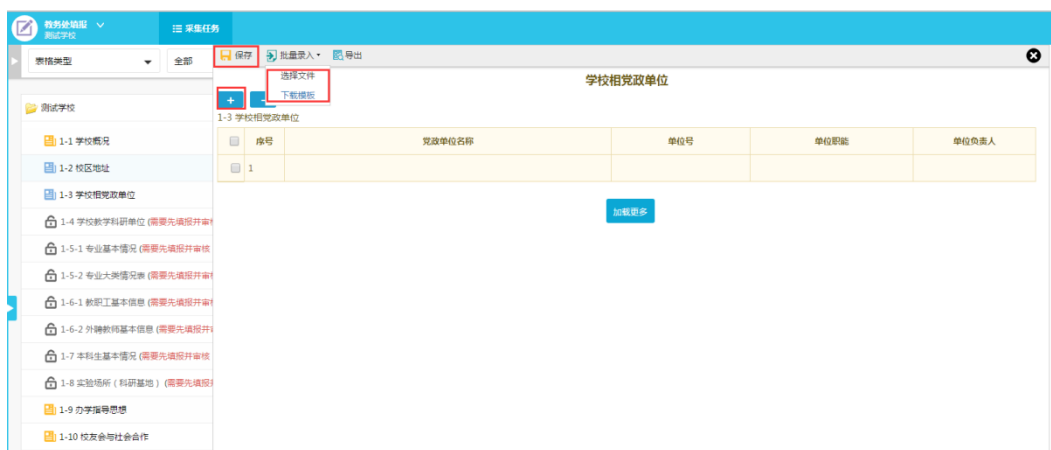 教务处填报
测试学校
采集任务
表格类型 全部
保存 批量录入 导出
选择文件
下载模板
学校相党政单位
+
1-3 学校相党政单位
序号 党政单位名称 单位号 单位职能 单位负责人
1
加载更多
测试学校
1-1 学校概况
1-2 校区地址
1-3 学校相党政单位
1-4 学校教学科研单位 (需要先填报并审核
1-5-1 专业基本情况 (需要先填报并审核
1-5-2 专业大类情况表 (需要先填报并审核
1-6-1 教职工基本信息 (需要先填报并审核
1-6-2 外聘教师基本信息 (需要先填报并
1-7 本科生基本情况 (需要先填报并审核
1-8 实验场所（科研基地） (需要先填报
1-9 办学指导思想
1-10 校友会与社会合作